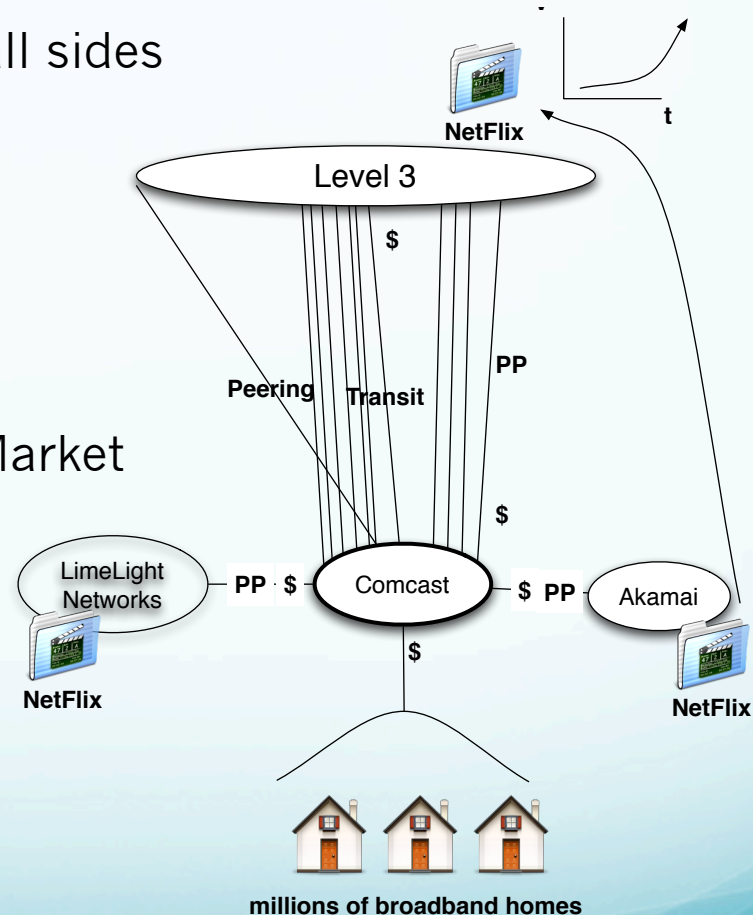 ll sides
NetFlix
t
Level 3
$
PP
Peering
Transit
Market
$
LimeLight
Networks
PP
$
Comcast
$
PP
Akamai
NetFlix
$
NetFlix
millions of broadband homes